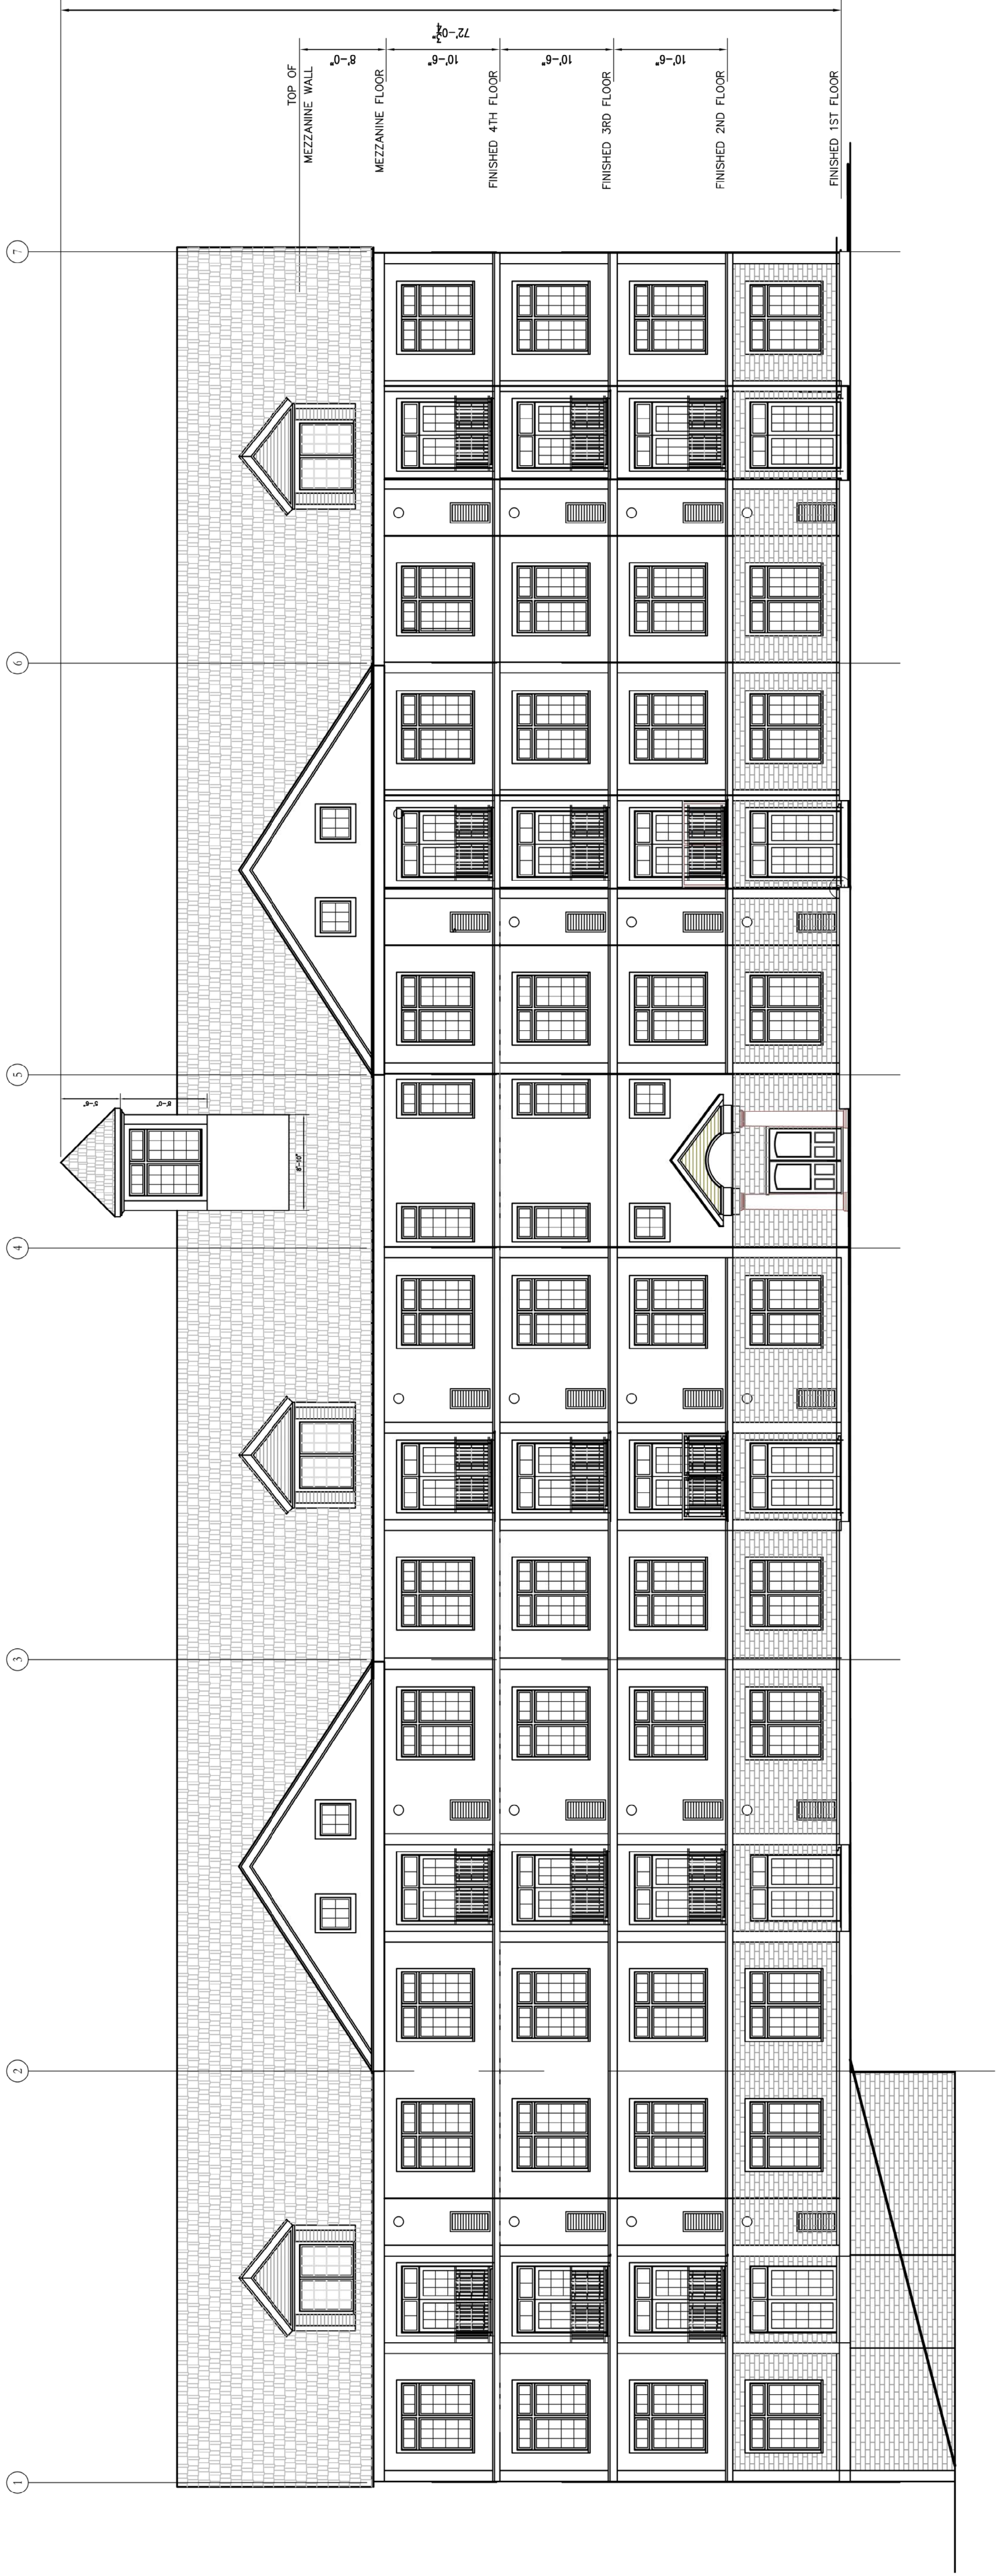 1
2
3
4
5
6
7
5'-6"
8'-0"
8'-10"
72'-0¾"
TOP OF
MEZZANINE WALL
8'-0"
MEZZANINE FLOOR
10'-6"
FINISHED 4TH FLOOR
10'-6"
FINISHED 3RD FLOOR
10'-6"
FINISHED 2ND FLOOR
FINISHED 1ST FLOOR